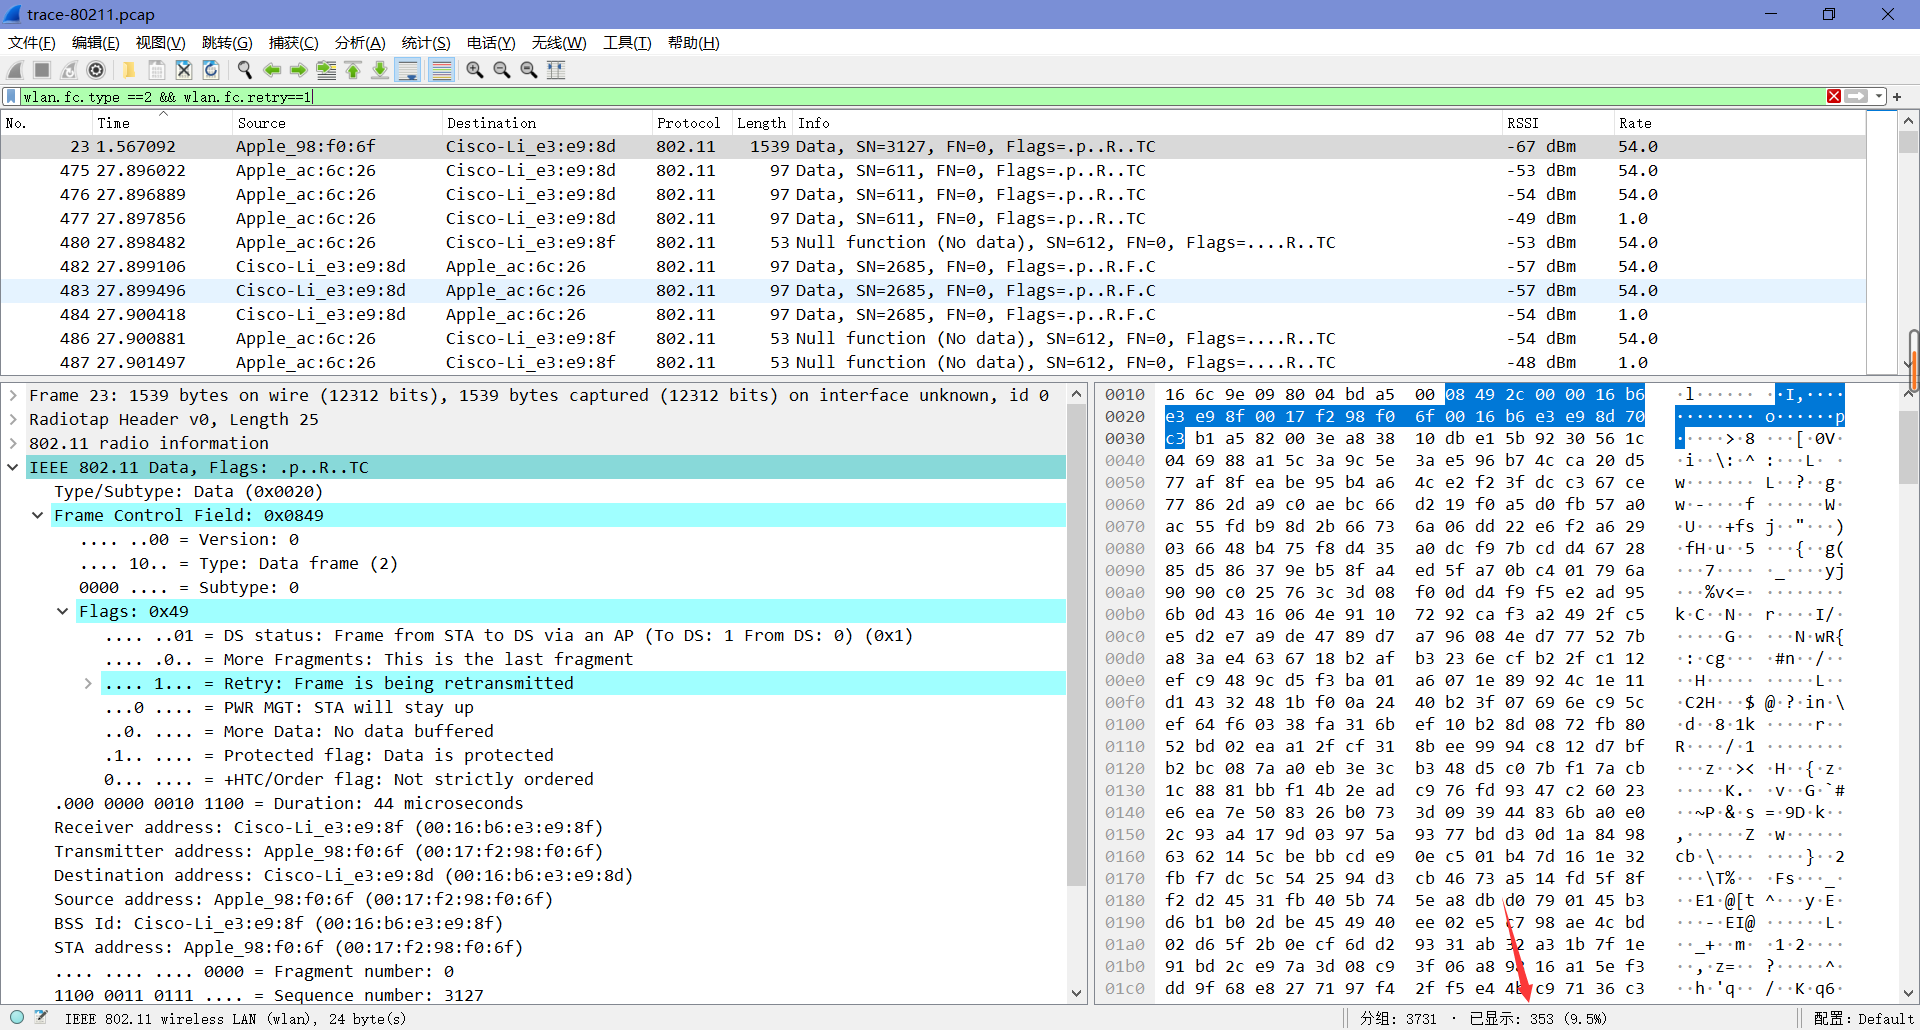 trace-80211.pcap
文件(F) 编辑(E) 视图(V) 跳转(G) 捕获(C) 分析(A) 统计(S) 电话(Y) 无线(W) 工具(T) 帮助(H)
wlan.fc.type ==2 && wlan.fc.retry==1
No. Time Source Destination Protocol Length Info RSSI Rate
23 1.567092 Apple_98:f0:6f Cisco-Li_e3:e9:8d 802.11 1539 Data, SN=3127, FN=0, Flags=.p..R..TC -67 dBm 54.0
475 27.896022 Apple_ac:6c:26 Cisco-Li_e3:e9:8d 802.11 97 Data, SN=611, FN=0, Flags=.p..R..TC -53 dBm 54.0
476 27.896889 Apple_ac:6c:26 Cisco-Li_e3:e9:8d 802.11 97 Data, SN=611, FN=0, Flags=.p..R..TC -54 dBm 54.0
477 27.897856 Apple_ac:6c:26 Cisco-Li_e3:e9:8d 802.11 97 Data, SN=611, FN=0, Flags=.p..R..TC -49 dBm 1.0
480 27.898482 Apple_ac:6c:26 Cisco-Li_e3:e9:8f 802.11 53 Null function (No data), SN=612, FN=0, Flags=....R..TC -53 dBm 54.0
482 27.899106 Cisco-Li_e3:e9:8d Apple_ac:6c:26 802.11 97 Data, SN=2685, FN=0, Flags=.p..R.F.C -57 dBm 54.0
483 27.899496 Cisco-Li_e3:e9:8d Apple_ac:6c:26 802.11 97 Data, SN=2685, FN=0, Flags=.p..R.F.C -57 dBm 54.0
484 27.900418 Cisco-Li_e3:e9:8d Apple_ac:6c:26 802.11 97 Data, SN=2685, FN=0, Flags=.p..R.F.C -54 dBm 1.0
486 27.900881 Apple_ac:6c:26 Cisco-Li_e3:e9:8f 802.11 53 Null function (No data), SN=612, FN=0, Flags=....R..TC -54 dBm 54.0
487 27.901497 Apple_ac:6c:26 Cisco-Li_e3:e9:8f 802.11 53 Null function (No data), SN=612, FN=0, Flags=....R..TC -48 dBm 1.0
Frame 23: 1539 bytes on wire (12312 bits), 1539 bytes captured (12312 bits) on interface unknown, id 0
Radiotap Header v0, Length 25
802.11 radio information
IEEE 802.11 Data, Flags: .p..R..TC
Type/Subtype: Data (0x0020)
Frame Control Field: 0x0849
.... ..00 = Version: 0
.... 10.. = Type: Data frame (2)
0000 .... = Subtype: 0
Flags: 0x49
.... ..01 = DS status: Frame from STA to DS via an AP (To DS: 1 From DS: 0) (0x1)
.... .0.. = More Fragments: This is the last fragment
.... 1... = Retry: Frame is being retransmitted
...0 .... = PWR MGT: STA will stay up
..0. .... = More Data: No data buffered
.1.. .... = Protected flag: Data is protected
0... .... = +HTC/Order flag: Not strictly ordered
.000 0000 0010 1100 = Duration: 44 microseconds
Receiver address: Cisco-Li_e3:e9:8f (00:16:b6:e3:e9:8f)
Transmitter address: Apple_98:f0:6f (00:17:f2:98:f0:6f)
Destination address: Cisco-Li_e3:e9:8d (00:16:b6:e3:e9:8d)
Source address: Apple_98:f0:6f (00:17:f2:98:f0:6f)
BSS Id: Cisco-Li_e3:e9:8f (00:16:b6:e3:e9:8f)
STA address: Apple_98:f0:6f (00:17:f2:98:f0:6f)
.... .... .... 0000 = Fragment number: 0
1100 0011 0111 .... = Sequence number: 3127
0010 16 6c 9e 09 80 04 bd a5 00 08 49 2c 00 00 16 b6 ·l······ ·I,····
0020 e3 e9 8f 00 17 f2 98 f0 6f 00 16 b6 e3 e9 8d 70 ········ o······p
0030 c3 b1 a5 82 00 3e a8 38 10 db e1 5b 92 30 56 1c ·····>·8 ···[·0V·
0040 04 69 88 a1 5c 3a 9c 5e 3a e5 96 b7 4c ca 20 d5 ·i··\:·^ :···L· ·
0050 77 af 8f ea be 95 b4 a6 4c e2 f2 3f dc c3 67 ce w······· L··?··g·
0060 77 86 2d a9 c0 ae bc 66 d2 19 f0 a5 d0 fb 57 a0 w·-····f ······W·
0070 ac 55 fd b9 8d 2b 66 73 6a 06 dd 22 e6 f2 a6 29 ·U···+fs j··"···)
0080 03 66 48 b4 75 f8 d4 35 a0 dc f9 7b cd d4 67 28 ·fH·u··5 ···{··g(
0090 85 d5 86 37 9e b5 8f a4 ed 5f a7 0b c4 01 79 6a ···7···· ·_····yj
00a0 90 90 c0 25 76 3c 3d 08 f0 0d d4 f9 f5 e2 ad 95 ···%v<=· ········
00b0 6b 0d 43 16 06 4e 91 10 72 92 ca f3 a2 49 2f c5 k·C··N·· r····I/·
00c0 e5 d2 e7 a9 de 47 89 d7 a7 96 08 4e d7 77 52 7b ·····G·· ···N·wR{
00d0 a8 3a e4 63 67 18 b2 af b3 23 6e cf b2 2f c1 12 ·:·cg··· ·#n··/··
00e0 ef c9 48 9c d5 f3 ba 01 a6 07 1e 89 92 4c 1e 11 ··H····· ·····L··
00f0 d1 43 32 48 1b f0 0a 24 40 b2 3f 07 69 6e c9 5c ·C2H···$ @·?·in·\
0100 ef 64 f6 03 38 fa 31 6b ef 10 b2 8d 08 72 fb 80 ·d··8·1k ·····r··
0110 52 bd 02 ea a1 2f cf 31 8b ee 99 94 c8 12 d7 bf R····/·1 ········
0120 b2 bc 08 7a a0 eb 3e 3c b3 48 d5 c0 7b f1 7a cb ···z··>< ·H··{·z·
0130 1c 88 81 bb f1 4b 2e ad c9 76 fd 93 47 c2 60 23 ·····K.· ·v··G·`#
0140 e6 ea 7e 50 83 26 b0 73 3d 09 39 44 83 6b a0 e0 ··~P·&·s =·9D·k··
0150 2c 93 a4 17 9d 03 97 5a 93 77 bd d3 0d 1a 84 98 ,······Z ·w······
0160 63 62 14 5c be bb cd e9 0e c5 01 b4 7d 16 1e 32 cb·\···· ····}··2
0170 fb f7 dc 5c 54 25 94 d3 cb 46 73 a5 14 fd 5f 8f ···\T%·· ·Fs···_·
0180 f2 d2 45 31 fb 40 5b 74 5e a8 db d0 79 01 45 b3 ··E1·@[t ^···y·E·
0190 d6 b1 b0 2d be 45 49 40 ee 02 e5 c7 98 ae 4c bd ···-·EI@ ······L·
01a0 02 d6 5f 2b 0e cf 6d d2 93 31 ab 32 a3 1b 7f 1e ··_+··m· ·1·2····
01b0 91 bd 2c e9 7a 3d 08 c9 3f 06 a8 98 16 a1 5e f3 ··,·z=·· ?·····^·
01c0 dd 9f 68 e8 27 71 97 f4 2f f5 e4 4b c9 71 36 c3 ··h·'q·· /··K·q6·
IEEE 802.11 wireless LAN (wlan), 24 byte(s) 分组: 3731 · 已显示: 353 (9.5%) 配置: Default